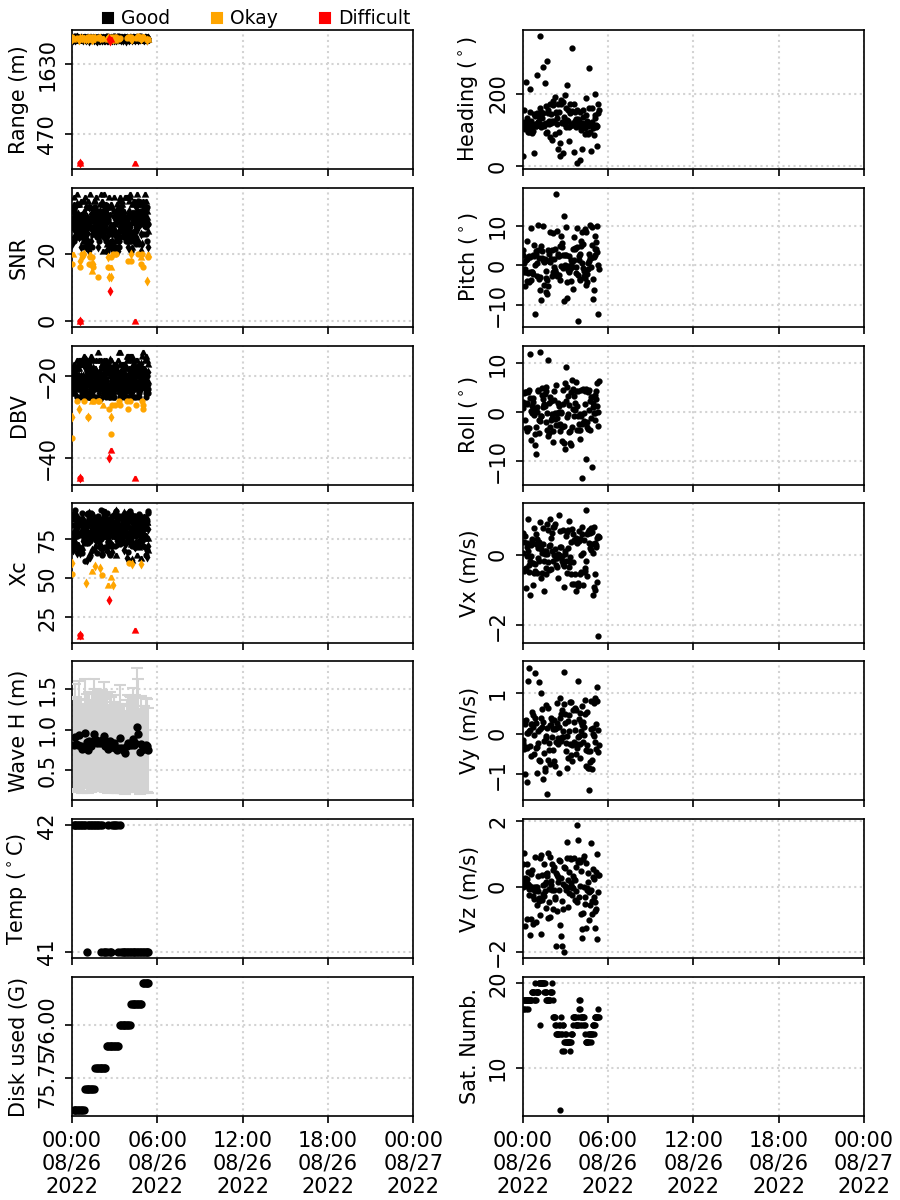 Good Okay Difficult
Range (m)
1630
470
Heading (°)
200
0
SNR
20
0
Pitch (°)
10
0
−10
DBV
−20
−40
Roll (°)
10
0
−10
Xc
75
50
25
Vx (m/s)
0
−2
Wave H (m)
1.5
1.0
0.5
Vy (m/s)
1
0
−1
Temp (°C)
42
41
Vz (m/s)
2
0
−2
Disk used (G)
76.00
75.75
Sat. Numb.
20
10
00:00 06:00 12:00 18:00 00:00
08/26 08/26 08/26 08/26 08/27
2022 2022 2022 2022 2022
00:00 06:00 12:00 18:00 00:00
08/26 08/26 08/26 08/26 08/27
2022 2022 2022 2022 2022